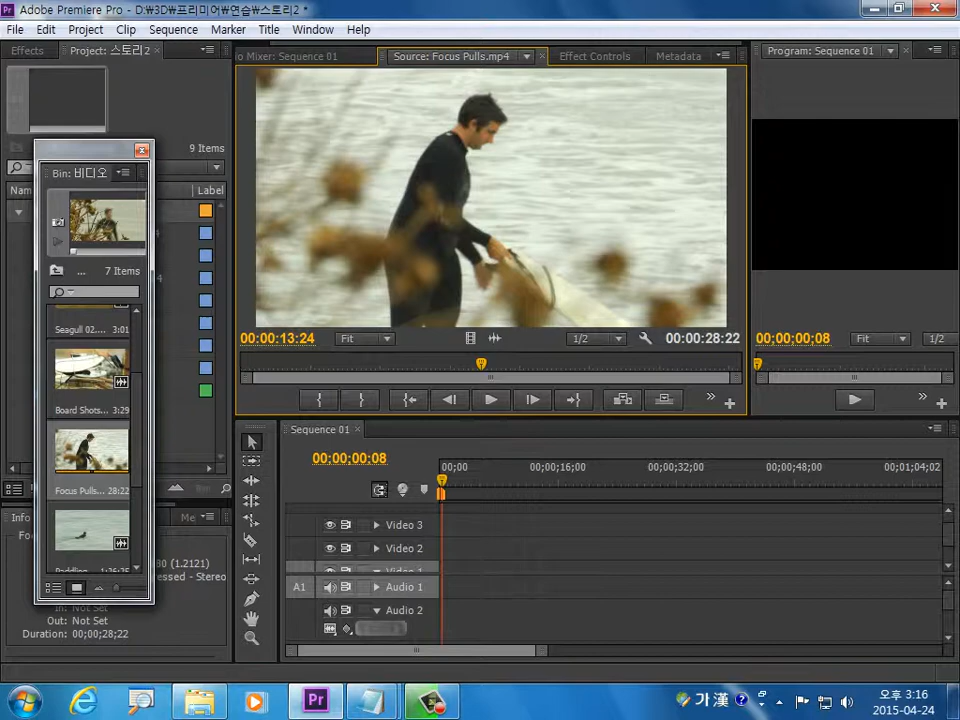 Adobe Premiere Pro - D:₩3D₩프리미어₩연습₩스토리2 *
File Edit Project Clip Sequence Marker Title Window Help
Effects Project: 스토리2
o Mixer: Sequence 01 Source: Focus Pulls.mp4 Effect Controls Metadata
Program: Sequence 01
9 Items
Label
Bin: 비디오
... 7 Items
Seagull 02.... 3:01
Board Shots... 3:29
Focus Pulls... 28:22
00:00:13:24 Fit 1/2 00:00:28:22
00;00;00;08 Fit 1/2
Sequence 01
00;00;00;08
00;00 00;00;16;00 00;00;32;00 00;00;48;00 00;01;04;02
Video 3
Video 2
Video 1
A1 Audio 1
Audio 2
Info
Me
Out: Not Set
Duration: 00;00;28;22
가 漢
오후 3:16
2015-04-24